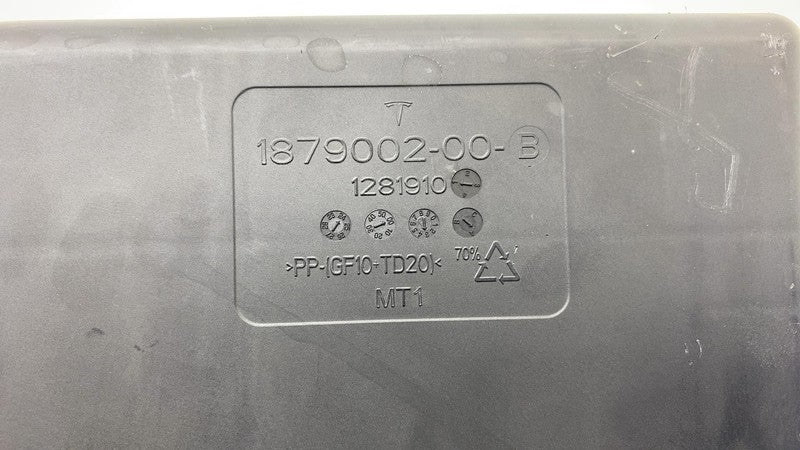 1879002-00-B
1281910
>PP-(GF10+TD20)< 70%
MT1